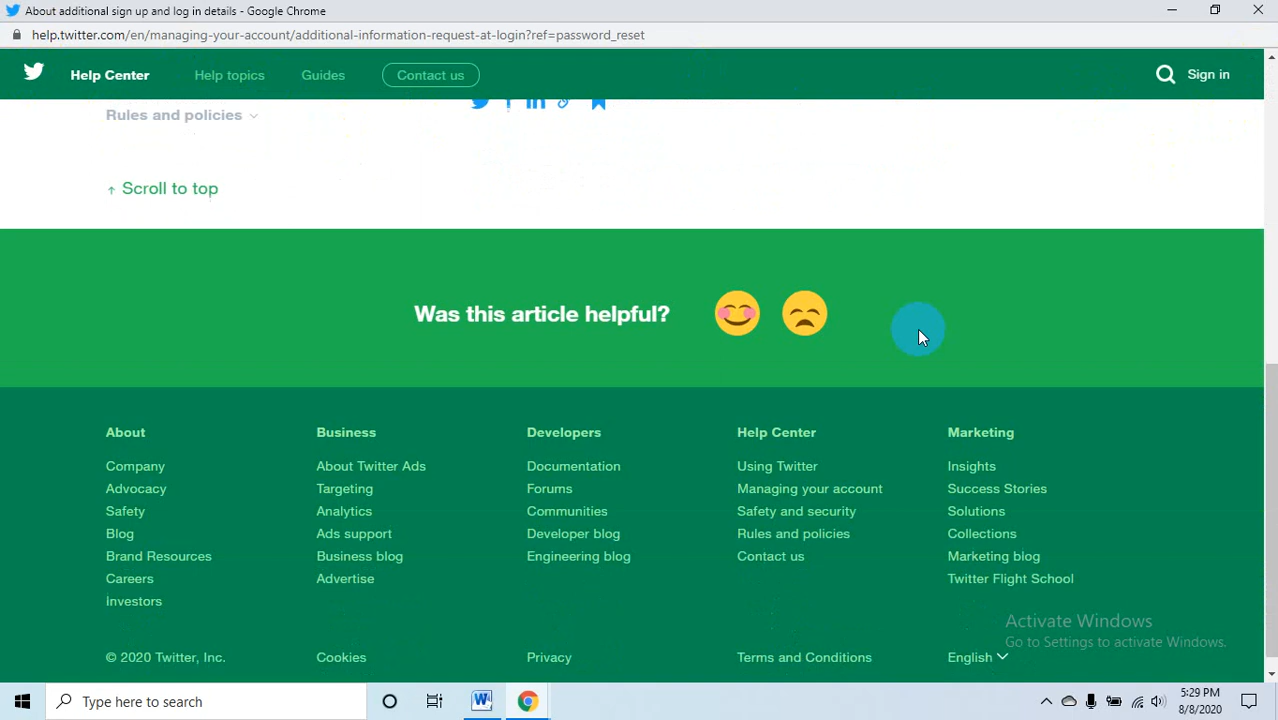 About additional sign up and log in details - Google Chrome
help.twitter.com/en/managing-your-account/additional-information-request-at-login?ref=password_reset
Help Center Help topics Guides Contact us Sign in
Rules and policies
Scroll to top
Was this article helpful?
About Business Developers Help Center Marketing
Company About Twitter Ads Documentation Using Twitter Insights
Advocacy Targeting Forums Managing your account Success Stories
Safety Analytics Communities Safety and security Solutions
Blog Ads support Developer blog Rules and policies Collections
Brand Resources Business blog Engineering blog Contact us Marketing blog
Careers Advertise Twitter Flight School
Investors
Activate Windows
Go to Settings to activate Windows.
© 2020 Twitter, Inc. Cookies Privacy Terms and Conditions English
Type here to search
5:29 PM
8/8/2020